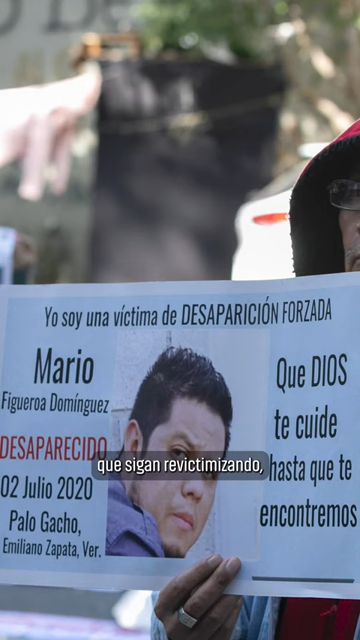 Yo soy una víctima de DESAPARICIÓN FORZADA
Mario
Figueroa Domínguez
DESAPARECIDO
02 Julio 2020
Palo Gacho,
Emiliano Zapata, Ver.
Que DIOS
te cuide
hasta que te
encontremos
que sigan revictimizando,